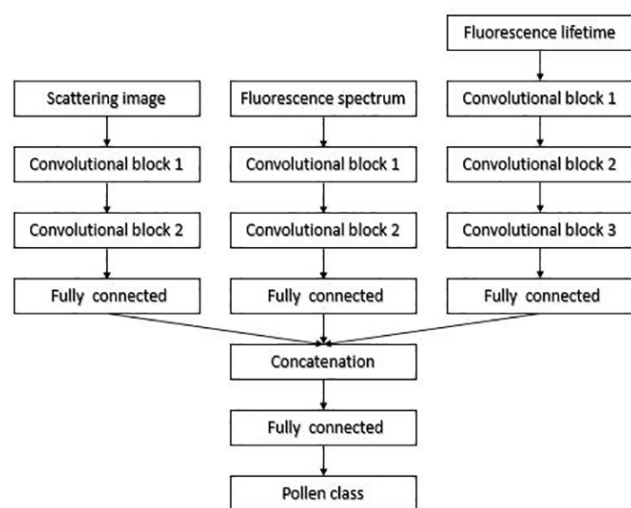 Fluorescence lifetime
Scattering image
Fluorescence spectrum
Convolutional block 1
Convolutional block 1
Convolutional block 1
Convolutional block 2
Convolutional block 2
Convolutional block 2
Convolutional block 3
Fully connected
Fully connected
Fully connected
Concatenation
Fully connected
Pollen class